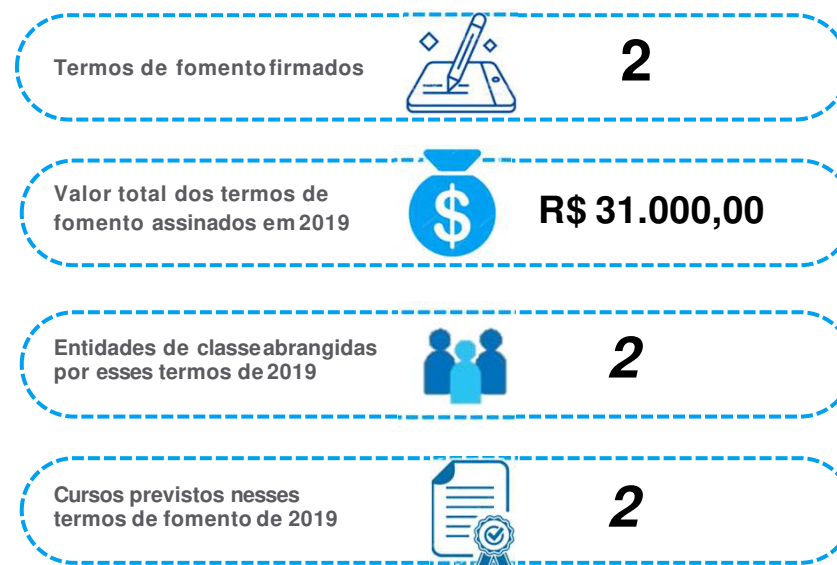 Termos de fomento firmados
2
Valor total dos termos de
fomento assinados em 2019
$
R$ 31.000,00
Entidades de classe abrangidas
por esses termos de 2019
2
Cursos previstos nesses
termos de fomento de 2019
2